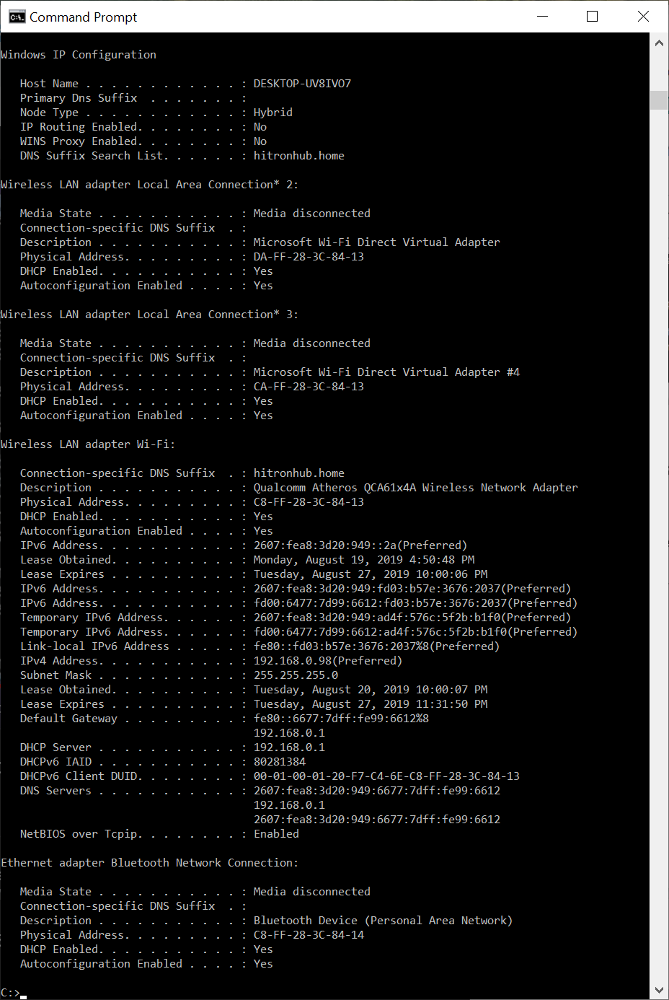 Command Prompt
Windows IP Configuration
Host Name . . . . . . . . . . . . : DESKTOP-UV8IVO7
Primary Dns Suffix  . . . . . . . :
Node Type . . . . . . . . . . . . : Hybrid
IP Routing Enabled. . . . . . . . : No
WINS Proxy Enabled. . . . . . . . : No
DNS Suffix Search List. . . . . . : hitronhub.home
Wireless LAN adapter Local Area Connection* 2:
Media State . . . . . . . . . . . : Media disconnected
Connection-specific DNS Suffix  . :
Description . . . . . . . . . . . : Microsoft Wi-Fi Direct Virtual Adapter
Physical Address. . . . . . . . . : DA-FF-28-3C-84-13
DHCP Enabled. . . . . . . . . . . : Yes
Autoconfiguration Enabled . . . . : Yes
Wireless LAN adapter Local Area Connection* 3:
Media State . . . . . . . . . . . : Media disconnected
Connection-specific DNS Suffix  . :
Description . . . . . . . . . . . : Microsoft Wi-Fi Direct Virtual Adapter #4
Physical Address. . . . . . . . . : CA-FF-28-3C-84-13
DHCP Enabled. . . . . . . . . . . : Yes
Autoconfiguration Enabled . . . . : Yes
Wireless LAN adapter Wi-Fi:
Connection-specific DNS Suffix  . : hitronhub.home
Description . . . . . . . . . . . : Qualcomm Atheros QCA61x4A Wireless Network Adapter
Physical Address. . . . . . . . . : C8-FF-28-3C-84-13
DHCP Enabled. . . . . . . . . . . : Yes
Autoconfiguration Enabled . . . . : Yes
IPv6 Address. . . . . . . . . . . : 2607:fea8:3d20:949::2a(Preferred)
Lease Obtained. . . . . . . . . . : Monday, August 19, 2019 4:50:48 PM
Lease Expires . . . . . . . . . . : Tuesday, August 27, 2019 10:00:06 PM
IPv6 Address. . . . . . . . . . . : 2607:fea8:3d20:949:fd03:b57e:3676:2037(Preferred)
IPv6 Address. . . . . . . . . . . : fd00:6477:7d99:6612:fd03:b57e:3676:2037(Preferred)
Temporary IPv6 Address. . . . . . : 2607:fea8:3d20:949:ad4f:576c:5f2b:b1f0(Preferred)
Temporary IPv6 Address. . . . . . : fd00:6477:7d99:6612:ad4f:576c:5f2b:b1f0(Preferred)
Link-local IPv6 Address . . . . . : fe80::fd03:b57e:3676:2037%8(Preferred)
IPv4 Address. . . . . . . . . . . : 192.168.0.98(Preferred)
Subnet Mask . . . . . . . . . . . : 255.255.255.0
Lease Obtained. . . . . . . . . . : Tuesday, August 20, 2019 10:00:07 PM
Lease Expires . . . . . . . . . . : Tuesday, August 27, 2019 11:31:50 PM
Default Gateway . . . . . . . . . : fe80::6677:7dff:fe99:6612%8
192.168.0.1
DHCP Server . . . . . . . . . . . : 192.168.0.1
DHCPv6 IAID . . . . . . . . . . . : 80281384
DHCPv6 Client DUID. . . . . . . . : 00-01-00-01-20-F7-C4-6E-C8-FF-28-3C-84-13
DNS Servers . . . . . . . . . . . : 2607:fea8:3d20:949:6677:7dff:fe99:6612
192.168.0.1
2607:fea8:3d20:949:6677:7dff:fe99:6612
NetBIOS over Tcpip. . . . . . . . : Enabled
Ethernet adapter Bluetooth Network Connection:
Media State . . . . . . . . . . . : Media disconnected
Connection-specific DNS Suffix  . :
Description . . . . . . . . . . . : Bluetooth Device (Personal Area Network)
Physical Address. . . . . . . . . : C8-FF-28-3C-84-14
DHCP Enabled. . . . . . . . . . . : Yes
Autoconfiguration Enabled . . . . : Yes
C:>